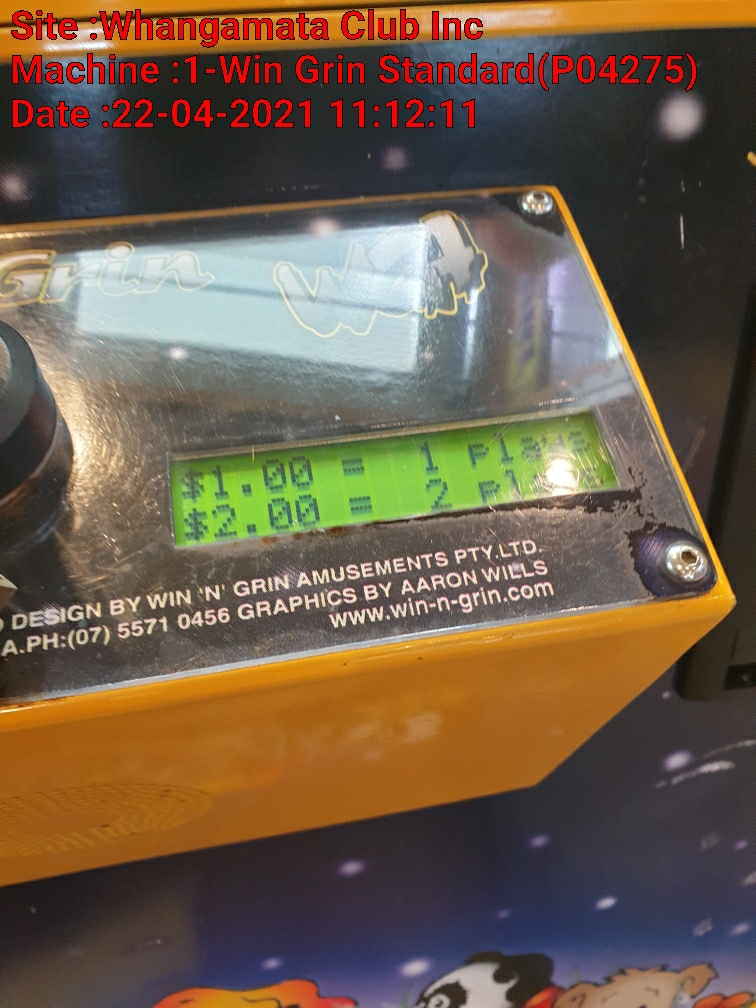 Site :Whangamata Club Inc
Machine :1-Win Grin Standard(P04275)
Date :22-04-2021 11:12:11
Grin WGA
$1.00 = 1 plays
$2.00 = 2 pl
DESIGN BY WIN 'N' GRIN AMUSEMENTS PTY.LTD.
A.PH:(07) 5571 0456 GRAPHICS BY AARON WILLS
www.win-n-grin.com